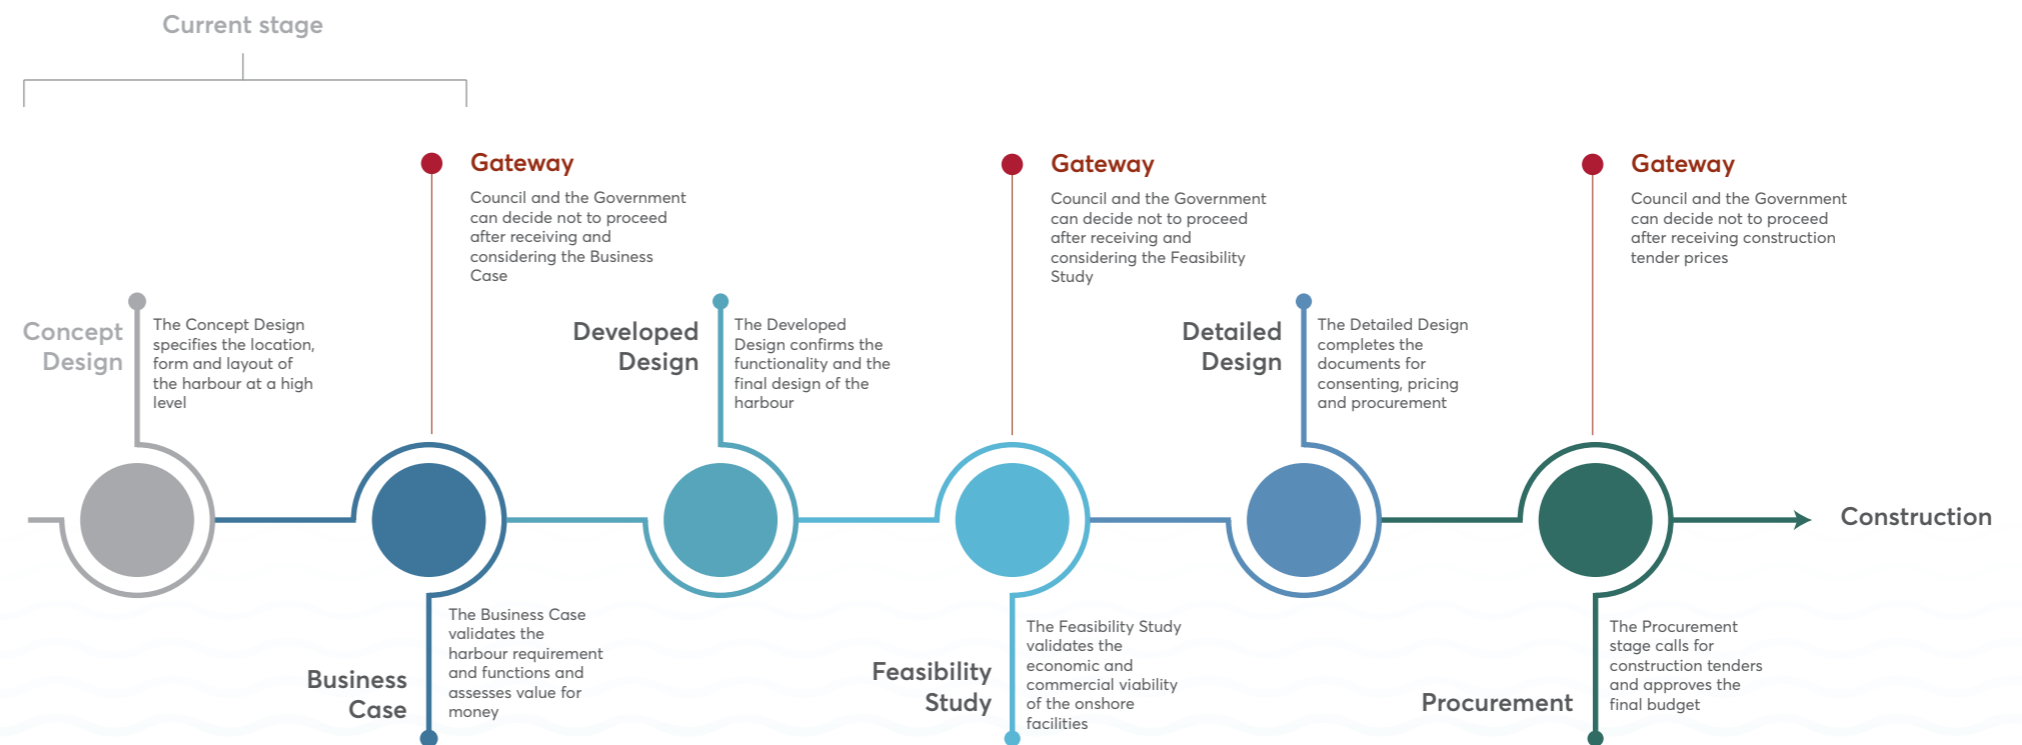 Current stage
Gateway
Council and the Government
can decide not to proceed
after receiving and
considering the Business
Case
Gateway
Council and the Government
can decide not to proceed
after receiving and
considering the Feasibility
Study
Gateway
Council and the Government
can decide not to proceed
after receiving construction
tender prices
Concept
Design
The Concept Design
specifies the location,
form and layout of
the harbour at a high
level
Developed
Design
The Developed
Design confirms the
functionality and the
final design of the
harbour
Detailed
Design
The Detailed Design
completes the
documents for
consenting, pricing
and procurement
Construction
Business
Case
The Business Case
validates the
harbour requirement
and functions and
assesses value for
money
Feasibility
Study
The Feasibility Study
validates the
economic and
commercial viability
of the onshore
facilities
Procurement
The Procurement
stage calls for
construction tenders
and approves the
final budget